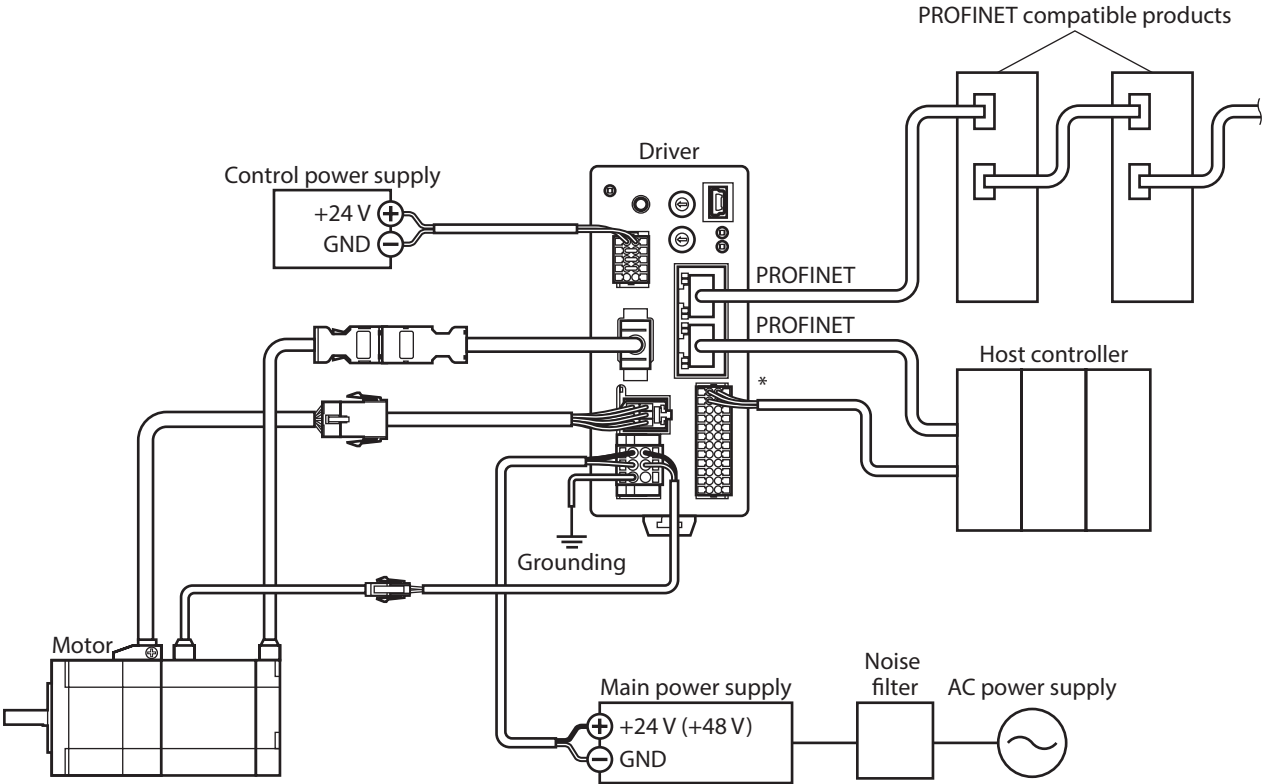 PROFINET compatible products
Driver
Control power supply
+24 V
GND
PROFINET
PROFINET
Host controller
*
Grounding
Motor
Noise
filter
AC power supply
Main power supply
+24 V (+48 V)
GND